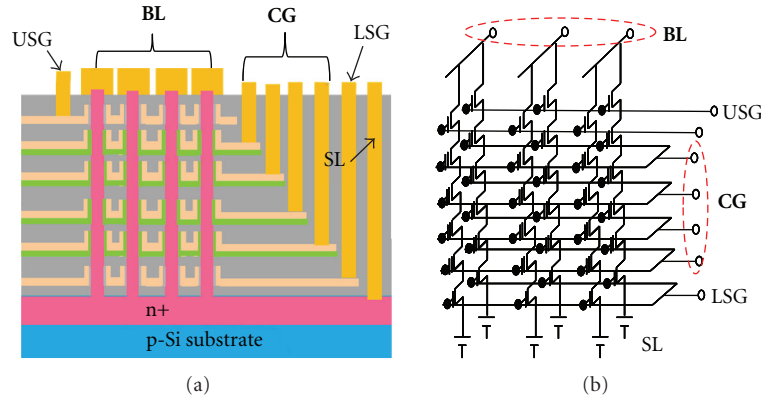 BL
CG
LSG
USG
SL
n+
p-Si substrate
(a)
BL
USG
CG
LSG
SL
(b)